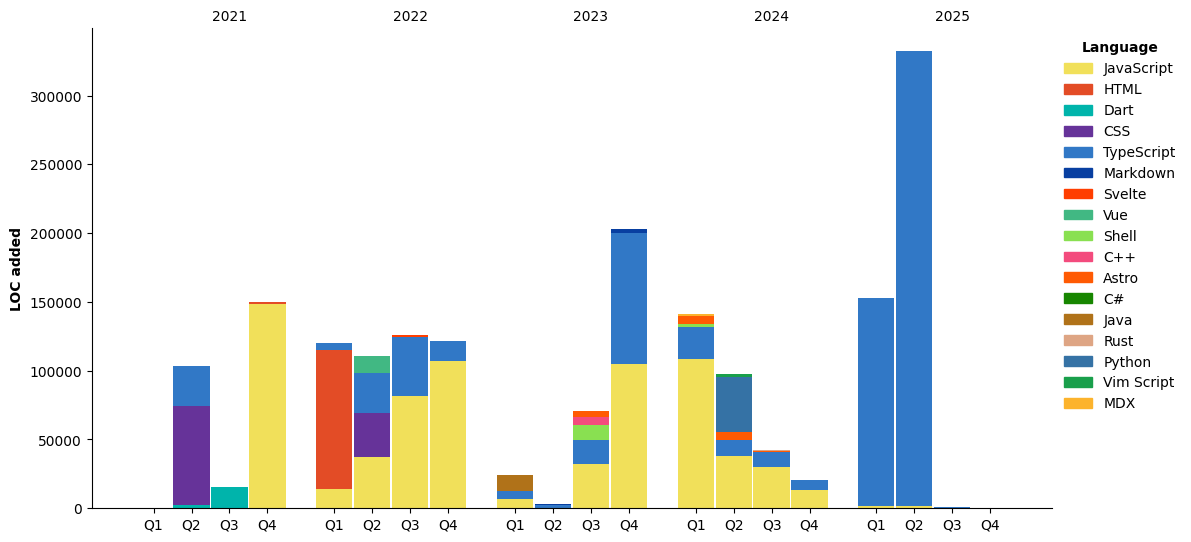 2021 2022 2023 2024 2025
LOC added
300000
250000
200000
150000
100000
50000
0
Q1 Q2 Q3 Q4 Q1 Q2 Q3 Q4 Q1 Q2 Q3 Q4 Q1 Q2 Q3 Q4 Q1 Q2 Q3 Q4
Language
JavaScript
HTML
Dart
CSS
TypeScript
Markdown
Svelte
Vue
Shell
C++
Astro
C#
Java
Rust
Python
Vim Script
MDX